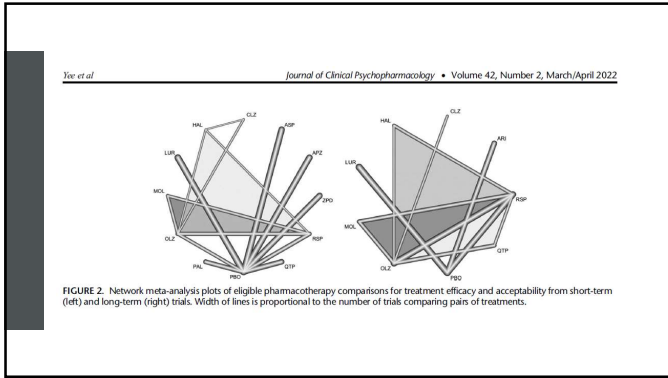 Yee et al
Journal of Clinical Psychopharmacology • Volume 42, Number 2, March/April 2022
CLZ
HAL
ASP
LUR
APZ
MOL
ZPD
OLZ
RSP
PAL
QTP
PBO
CLZ
HAL
ARI
LUR
RSP
MOL
QTP
OLZ
PBO
FIGURE 2. Network meta-analysis plots of eligible pharmacotherapy comparisons for treatment efficacy and acceptability from short-term
(left) and long-term (right) trials. Width of lines is proportional to the number of trials comparing pairs of treatments.